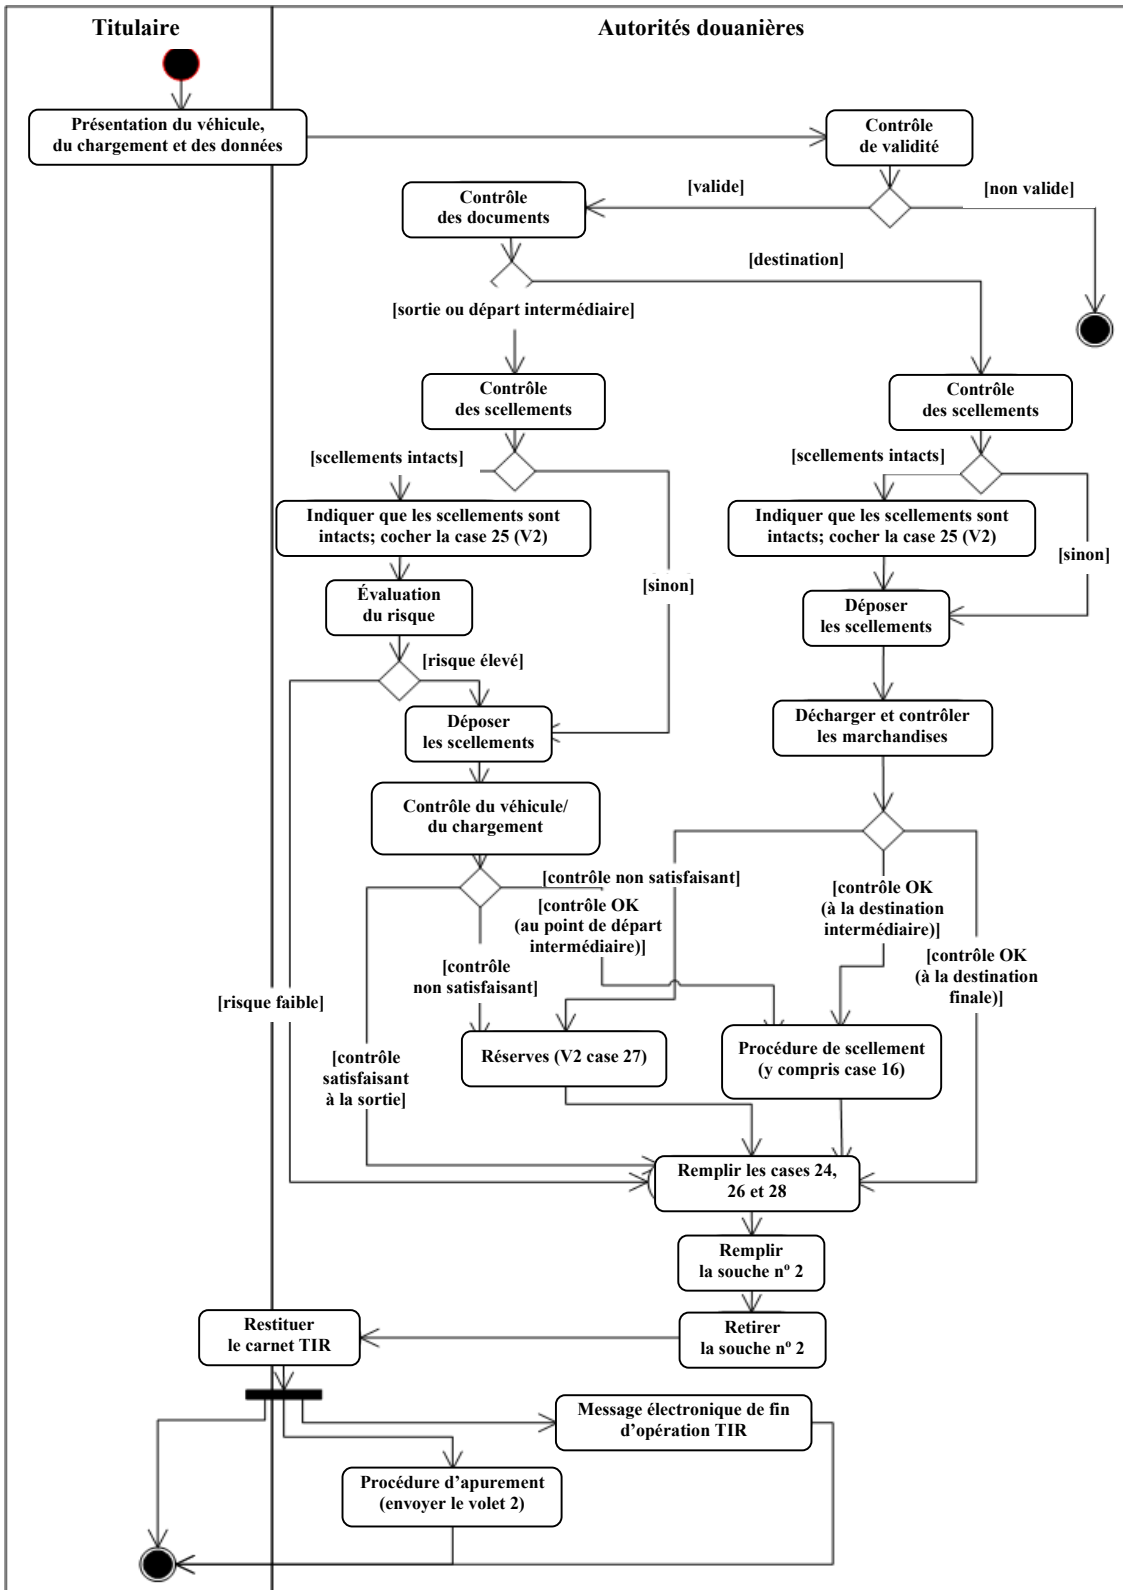 Titulaire
Autorités douanières
Présentation du véhicule,
du chargement et des données
Contrôle
de validité
[valide]
[non valide]
Contrôle
des documents
[destination]
[sortie ou départ intermédiaire]
Contrôle
des scellements
Contrôle
des scellements
[scellements intacts]
[scellements intacts]
Indiquer que les scellements sont
intacts; cocher la case 25 (V2)
Indiquer que les scellements sont
intacts; cocher la case 25 (V2)
[sinon]
[sinon]
Évaluation
du risque
Déposer
les scellements
[risque élevé]
Déposer
les scellements
Décharger et contrôler
les marchandises
Contrôle du véhicule/
du chargement
[contrôle non satisfaisant]
[contrôle OK
(au point de départ
intermédiaire)]
[contrôle OK
(à la destination
intermédiaire)]
[contrôle OK
(à la destination
finale)]
[contrôle
non satisfaisant]
[risque faible]
[contrôle
satisfaisant
à la sortie]
Réserves (V2 case 27)
Procédure de scellement
(y compris case 16)
Remplir les cases 24,
26 et 28
Remplir
la souche nº 2
Retirer
la souche nº 2
Restituer
le carnet TIR
Message électronique de fin
d’opération TIR
Procédure d’apurement
(envoyer le volet 2)